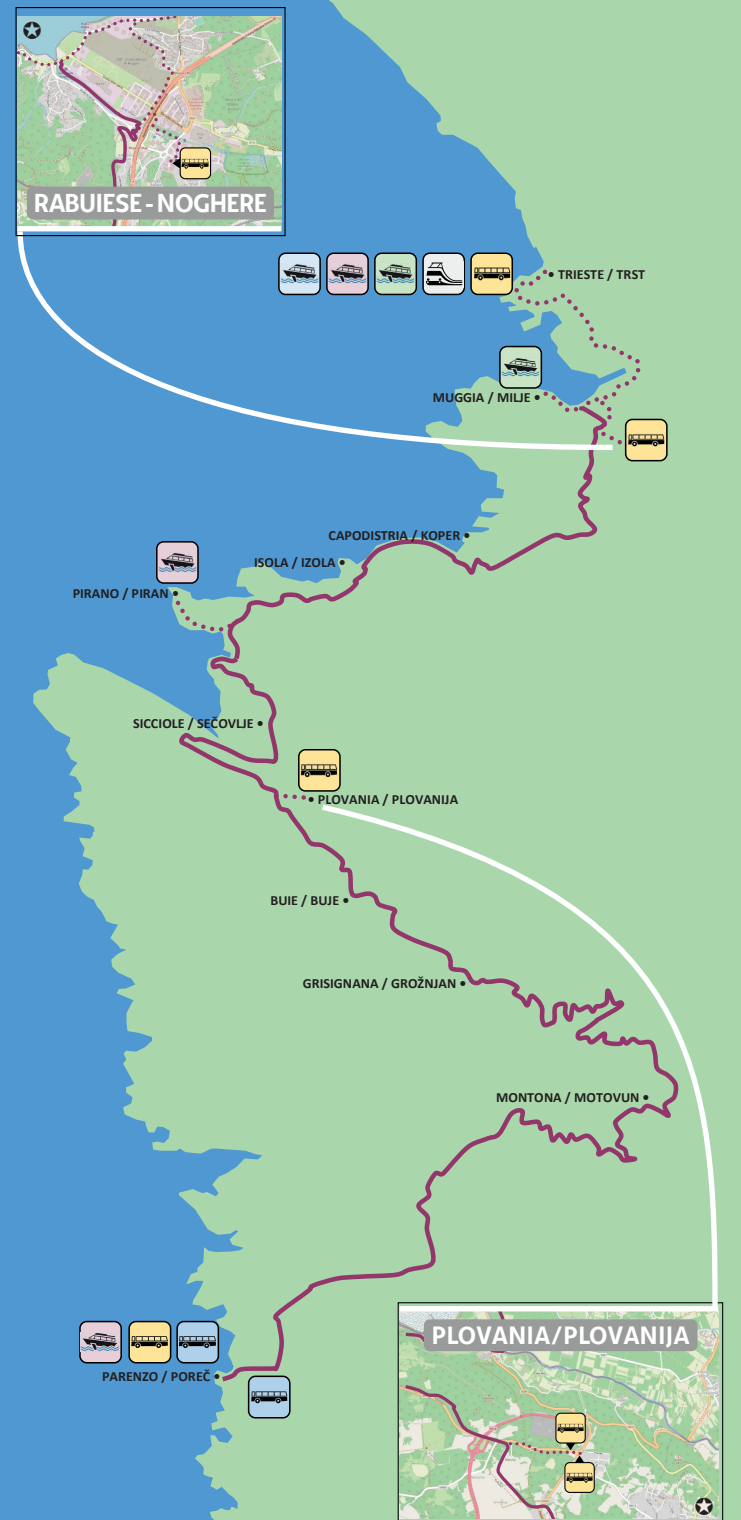 RABUIESE - NOGHERE
TRIESTE / TRST
MUGGIA / MILJE
CAPODISTRIA / KOPER
ISOLA / IZOLA
PIRANO / PIRAN
SICCIOLE / SEČOVLJE
PLOVANIA / PLOVANIJA
BUIE / BUJE
GRISIGNANA / GROŽNJAN
MONTONA / MOTOVUN
PLOVANIA/PLOVANIJA
PARENZO / POREČ